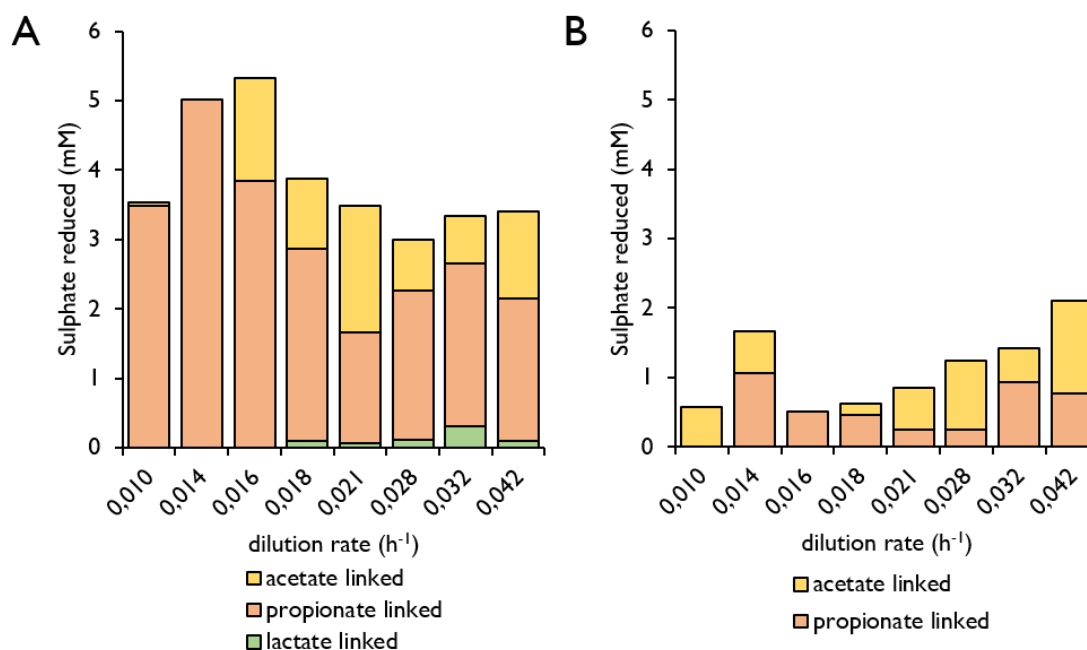 A
Sulphate reduced (mM)
6
5
4
3
2
1
0
0,010
0,014
0,016
0,018
0,021
0,028
0,032
0,042
dilution rate (h⁻¹)
acetate linked
propionate linked
lactate linked
B
Sulphate reduced (mM)
6
5
4
3
2
1
0
0,010
0,014
0,016
0,018
0,021
0,028
0,032
0,042
dilution rate (h⁻¹)
acetate linked
propionate linked